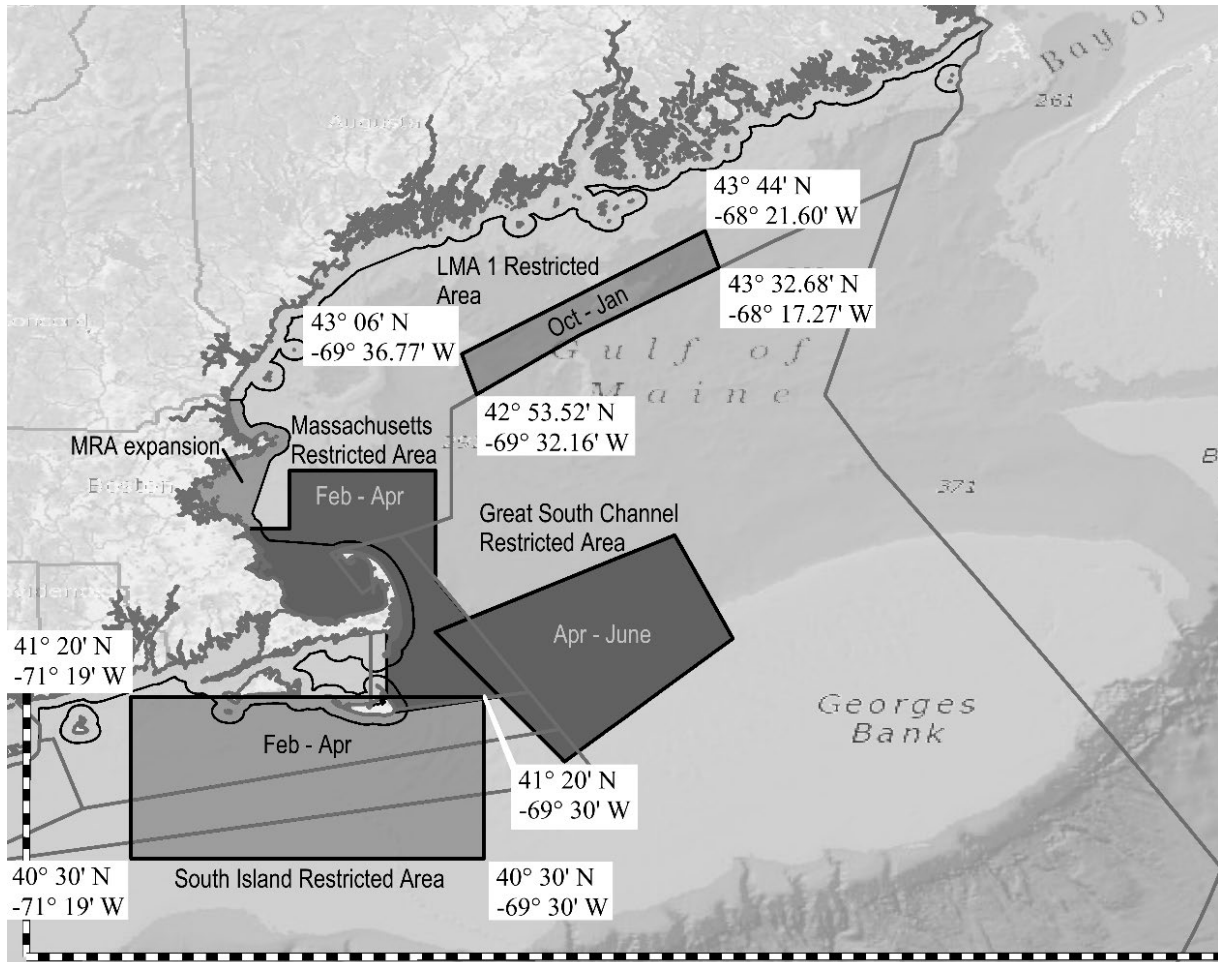 Bay of
261
Augusta
43° 44' N
-68° 21.60' W
LMA 1 Restricted
Area
43° 32.68' N
-68° 17.27' W
Oct - Jan
43° 06' N
-69° 36.77' W
Concord
Gulf of
Maine
42° 53.52' N
-69° 32.16' W
Massachusetts
Restricted Area
MRA expansion
Boston
Feb - Apr
371
Great South Channel
Restricted Area
Apr - June
41° 20' N
-71° 19' W
Georges
Bank
Feb - Apr
41° 20' N
-69° 30' W
40° 30' N
-71° 19' W
South Island Restricted Area
40° 30' N
-69° 30' W